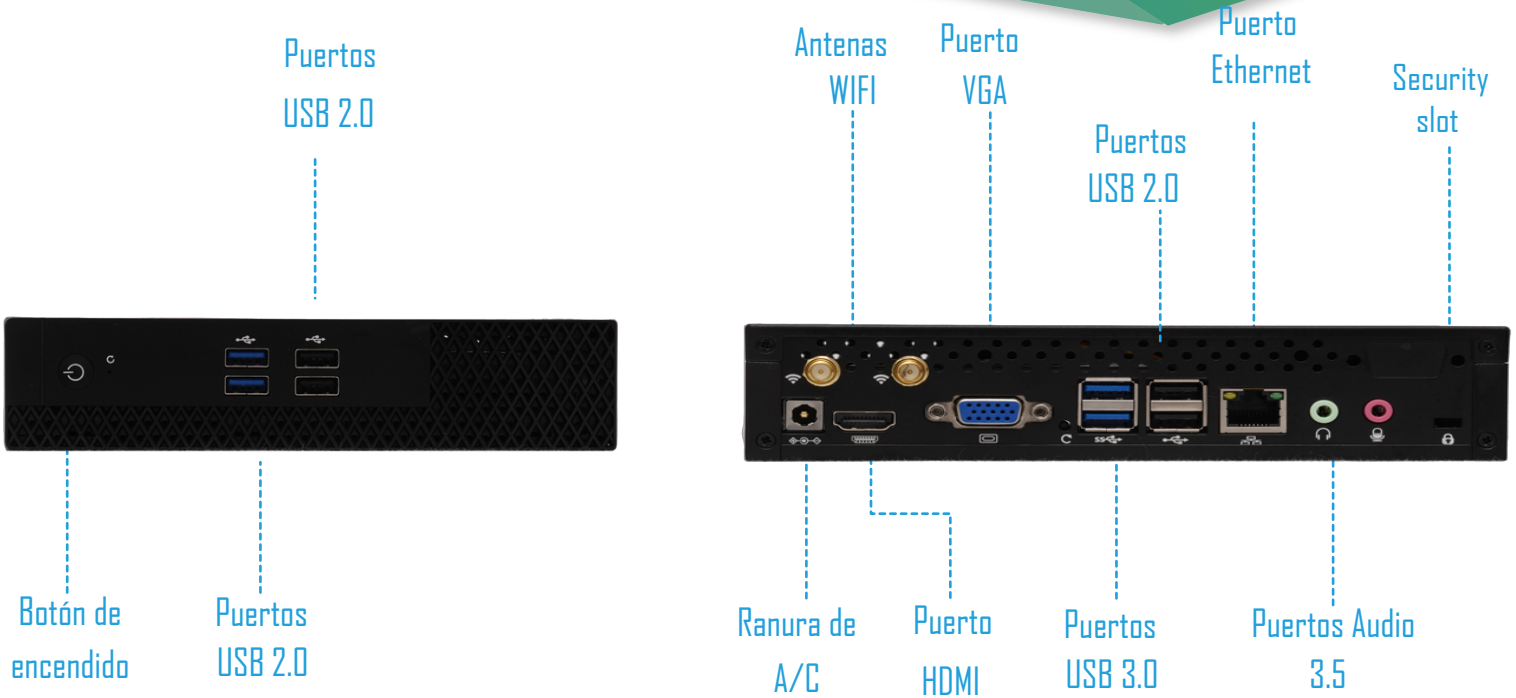 Puertos
USB 2.0
Botón de
encendido
Puertos
USB 2.0
Antenas
WIFI
Puerto
VGA
Puertos
USB 2.0
Puerto
Ethernet
Security
slot
SS
Ranura de
A/C
Puerto
HDMI
Puertos
USB 3.0
Puertos Audio
3.5